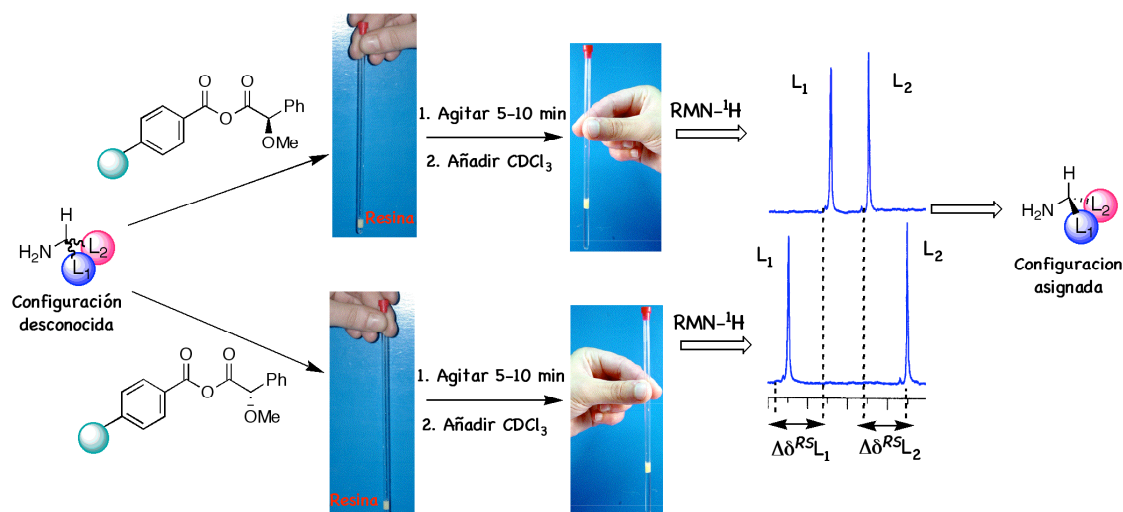 O
O
O
Ph
OMe
H
H₂N
L₂
L₁
Configuración
desconocida
O
O
O
Ph
OMe
Resina
1. Agitar 5-10 min
2. Añadir CDCl₃
RMN-¹H
Resina
1. Agitar 5-10 min
2. Añadir CDCl₃
RMN-¹H
L₁
L₂
L₁
L₂
ΔδᴿˢL₁
ΔδᴿˢL₂
H
H₂N
L₂
L₁
Configuracion
asignada